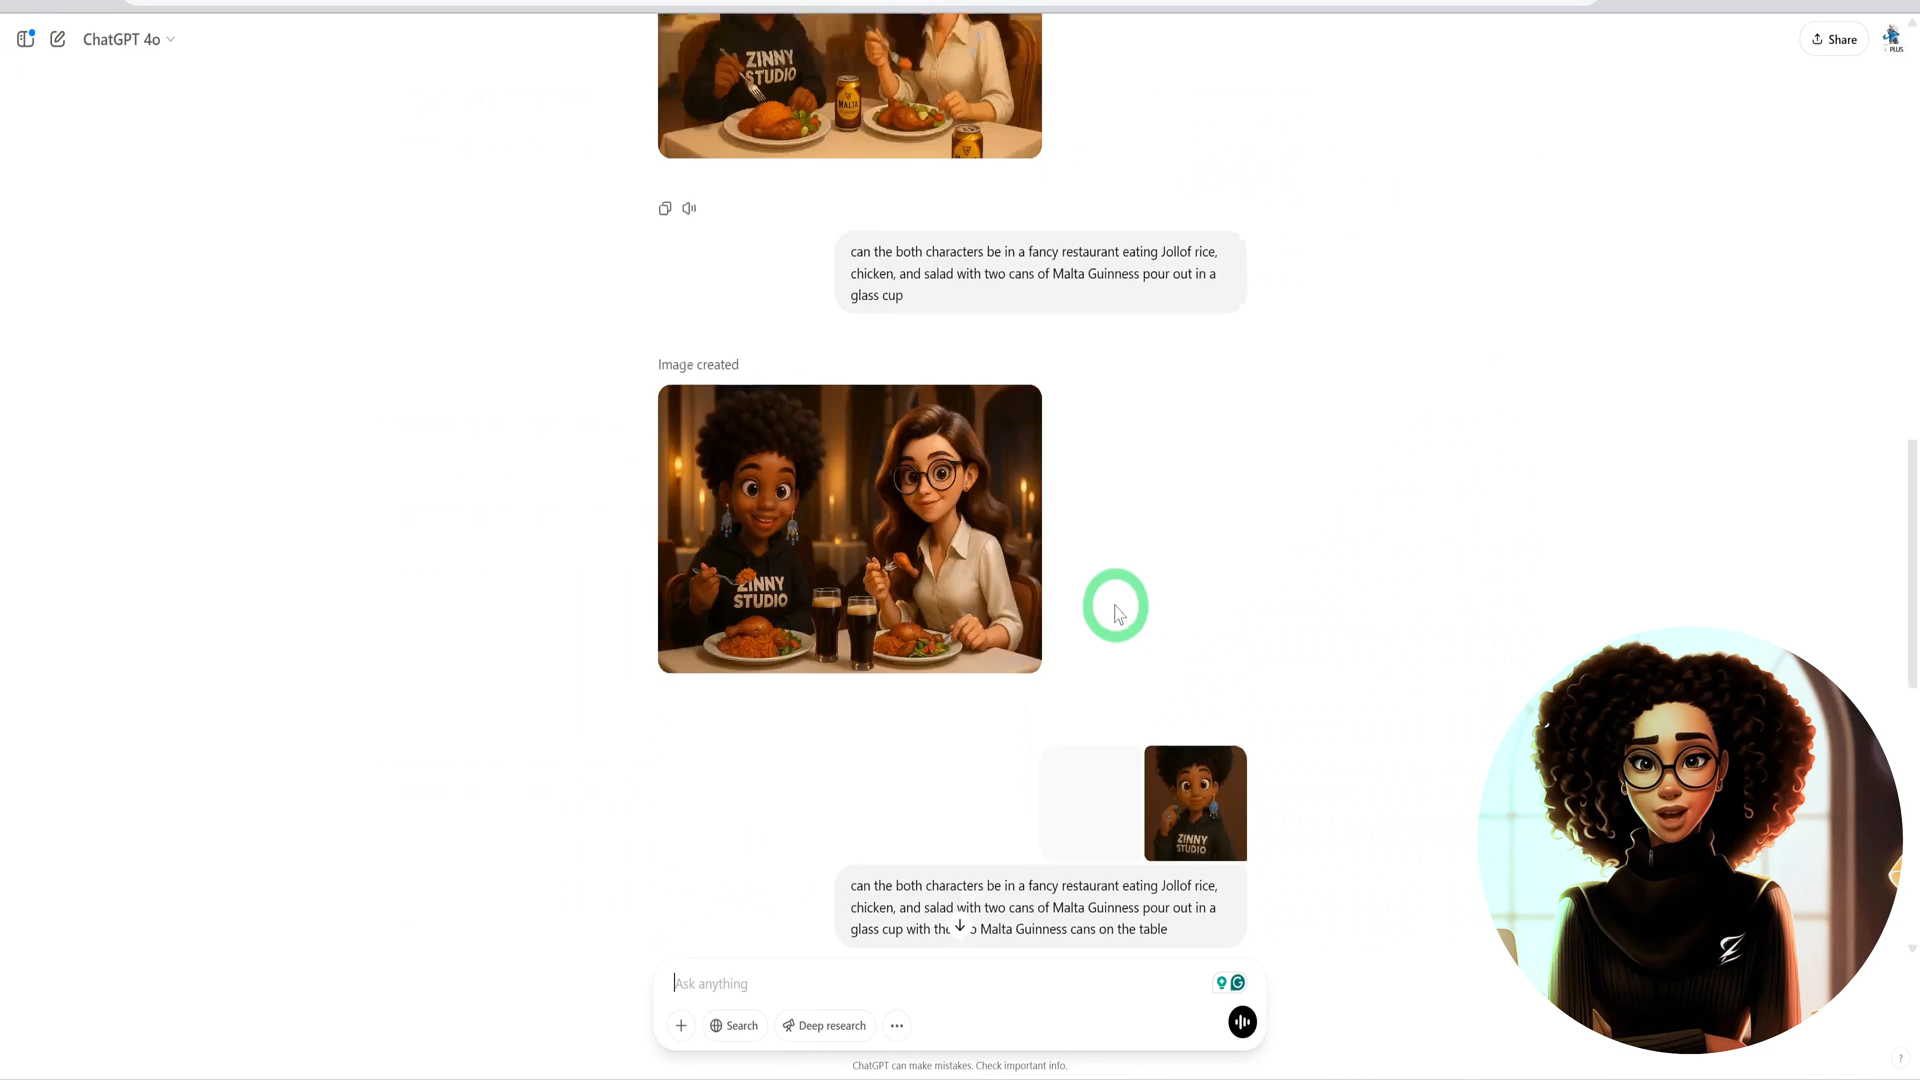 ChatGPT 4o
Share
PLUS
ZINNY
STUDIO
MALTA
can the both characters be in a fancy restaurant eating Jollof rice,
chicken, and salad with two cans of Malta Guinness pour out in a
glass cup
Image created
ZINNY
STUDIO
ZINNY
STUDIO
can the both characters be in a fancy restaurant eating Jollof rice,
chicken, and salad with two cans of Malta Guinness pour out in a
glass cup with the Malta Guinness cans on the table
Ask anything
Search
Deep research
ChatGPT can make mistakes. Check important info.
?